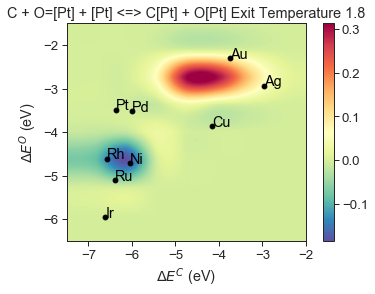 C + O=[Pt] + [Pt] <=> C[Pt] + O[Pt] Exit Temperature 1.8
0.3
0.2
0.1
0.0
−0.1
−2
−3
−4
−5
−6
ΔE^O (eV)
Au
Ag
Pt
Pd
Cu
Rh
Ni
Ru
Ir
−7
−6
−5
−4
−3
−2
ΔE^C (eV)